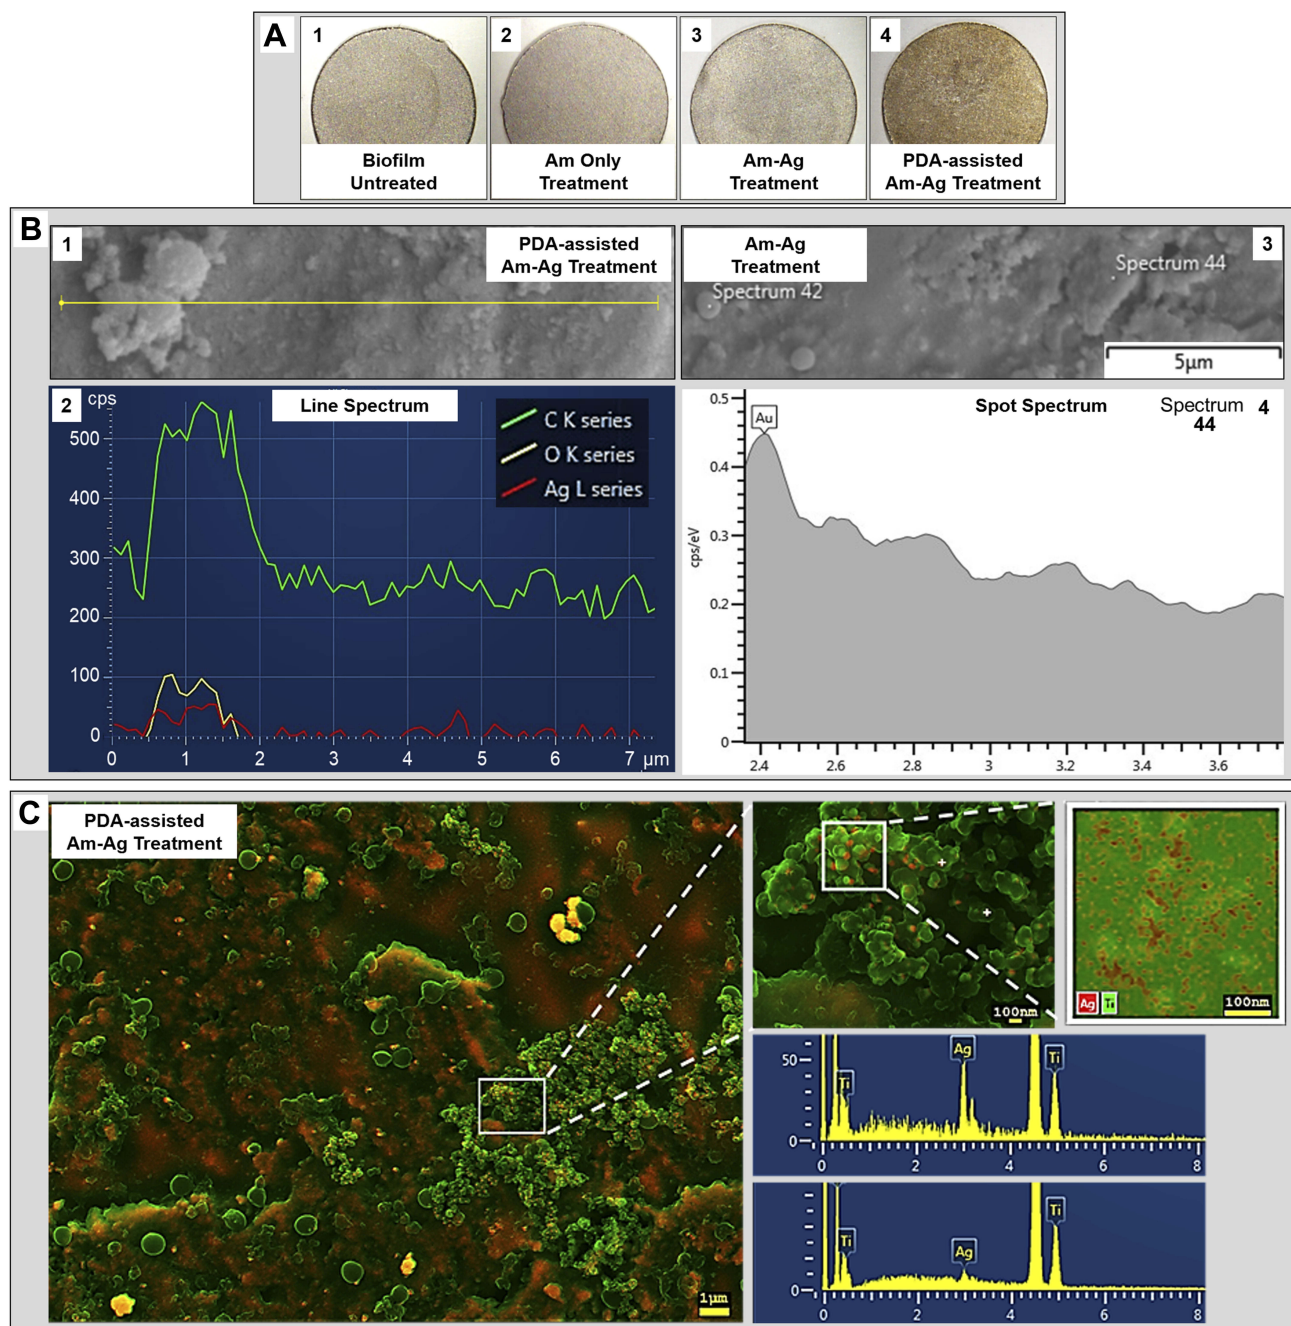 A
1
2
3
4
Biofilm
Untreated
Am Only
Treatment
Am-Ag
Treatment
PDA-assisted
Am-Ag Treatment
B
1
PDA-assisted
Am-Ag Treatment
Am-Ag
Treatment
3
Spectrum 42
Spectrum 44
5μm
2
cps
Line Spectrum
C K series
O K series
Ag L series
500
400
300
200
100
0
0 1 2 3 4 5 6 7 μm
Spot Spectrum
Spectrum
44
4
Au
cps/eV
0.5
0.4
0.3
0.2
0.1
0
2.4 2.6 2.8 3 3.2 3.4 3.6
C
PDA-assisted
Am-Ag Treatment
1μm
100nm
Ag Ti
100nm
50
0
Ti
Ag
Ti
0 2 4 6 8
0
Ti
Ag
Ti
0 2 4 6 8